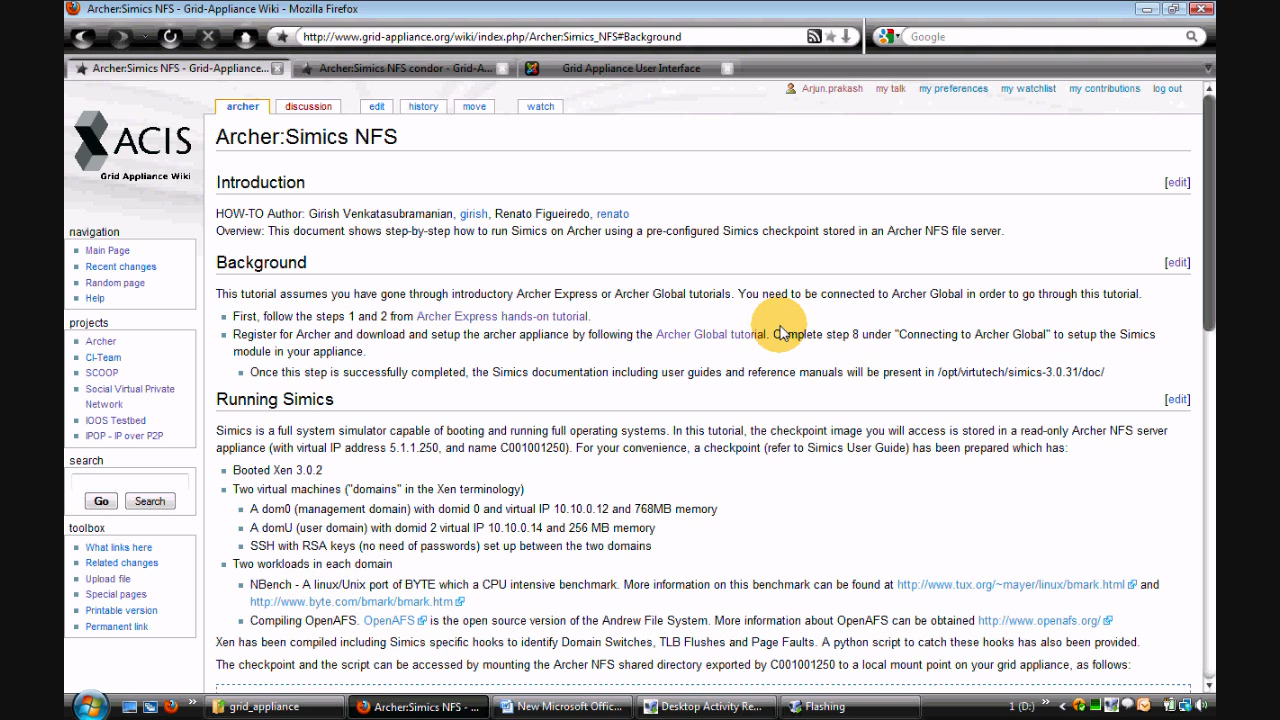 Archer:Simics NFS - Grid-Appliance Wiki - Mozilla Firefox
http://www.grid-appliance.org/wiki/index.php/Archer:Simics_NFS#Background
Google
Archer:Simics NFS - Grid-Appliance...
Archer:Simics NFS condor - Grid-A...
Grid Appliance User Interface
Arjun.prakash my talk my preferences my watchlist my contributions log out
archer discussion edit history move watch
ACIS
Grid Appliance Wiki
navigation
Main Page
Recent changes
Random page
Help
projects
Archer
CI-Team
SCOOP
Social Virtual Private
Network
IOOS Testbed
IPOP - IP over P2P
search
Go Search
toolbox
What links here
Related changes
Upload file
Special pages
Printable version
Permanent link
Archer:Simics NFS
Introduction [edit]
HOW-TO Author: Girish Venkatasubramanian, girish, Renato Figueiredo, renato
Overview: This document shows step-by-step how to run Simics on Archer using a pre-configured Simics checkpoint stored in an Archer NFS file server.
Background [edit]
This tutorial assumes you have gone through introductory Archer Express or Archer Global tutorials. You need to be connected to Archer Global in order to go through this tutorial.
First, follow the steps 1 and 2 from Archer Express hands-on tutorial.
Register for Archer and download and setup the archer appliance by following the Archer Global tutorial. Complete step 8 under "Connecting to Archer Global" to setup the Simics
module in your appliance.
Once this step is successfully completed, the Simics documentation including user guides and reference manuals will be present in /opt/virtutech/simics-3.0.31/doc/
Running Simics [edit]
Simics is a full system simulator capable of booting and running full operating systems. In this tutorial, the checkpoint image you will access is stored in a read-only Archer NFS server
appliance (with virtual IP address 5.1.1.250, and name C001001250). For your convenience, a checkpoint (refer to Simics User Guide) has been prepared which has:
Booted Xen 3.0.2
Two virtual machines ("domains" in the Xen terminology)
A dom0 (management domain) with domid 0 and virtual IP 10.10.0.12 and 768MB memory
A domU (user domain) with domid 2 virtual IP 10.10.0.14 and 256 MB memory
SSH with RSA keys (no need of passwords) set up between the two domains
Two workloads in each domain
NBench - A linux/Unix port of BYTE which a CPU intensive benchmark. More information on this benchmark can be found at http://www.tux.org/~mayer/linux/bmark.html and
http://www.byte.com/bmark/bmark.htm
Compiling OpenAFS. OpenAFS is the open source version of the Andrew File System. More information about OpenAFS can be obtained http://www.openafs.org/
Xen has been compiled including Simics specific hooks to identify Domain Switches, TLB Flushes and Page Faults. A python script to catch these hooks has also been provided.
The checkpoint and the script can be accessed by mounting the Archer NFS shared directory exported by C001001250 to a local mount point on your grid appliance, as follows:
grid_appliance
Archer:Simics NFS - ...
New Microsoft Offic...
Desktop Activity Re...
Flashing
1 (D:)